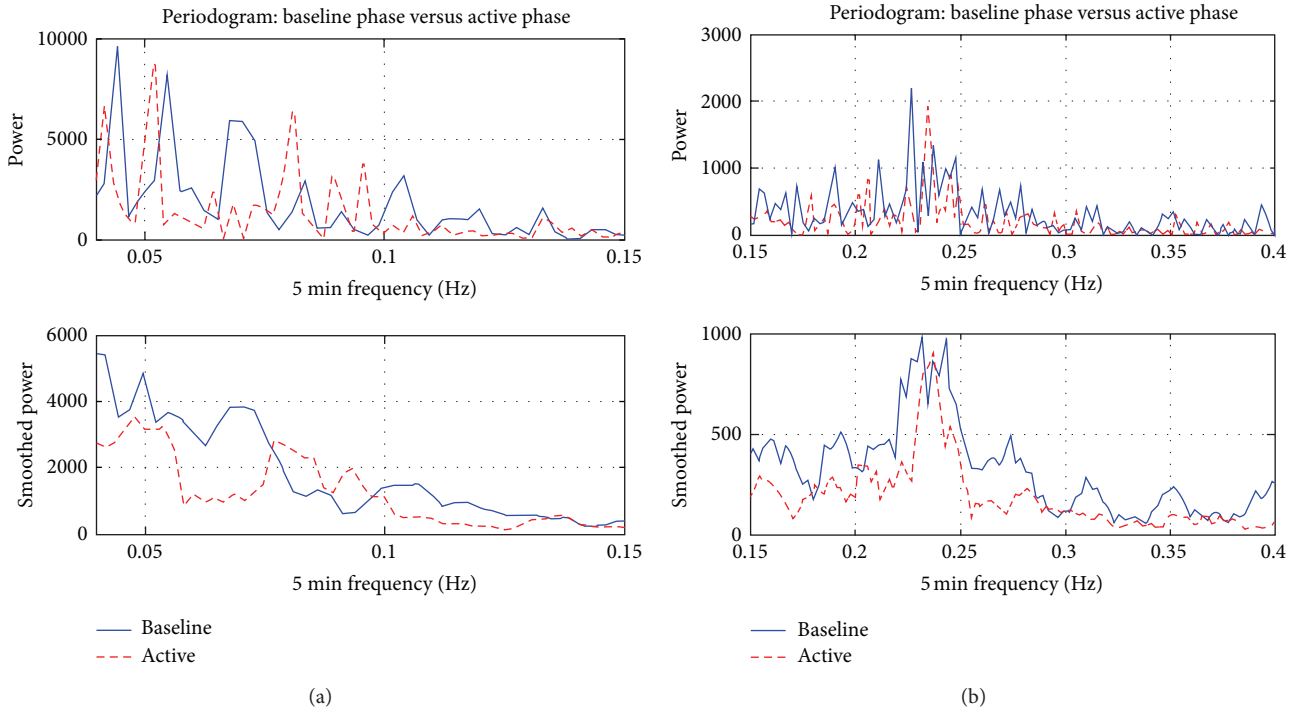 Periodogram: baseline phase versus active phase
10000
5000
0
Power
0.05
0.1
0.15
5 min frequency (Hz)
6000
4000
2000
0
Smoothed power
0.05
0.1
0.15
5 min frequency (Hz)
Baseline
Active
(a)
Periodogram: baseline phase versus active phase
3000
2000
1000
0
Power
0.15
0.2
0.25
0.3
0.35
0.4
5 min frequency (Hz)
1000
500
0
Smoothed power
0.15
0.2
0.25
0.3
0.35
0.4
5 min frequency (Hz)
Baseline
Active
(b)